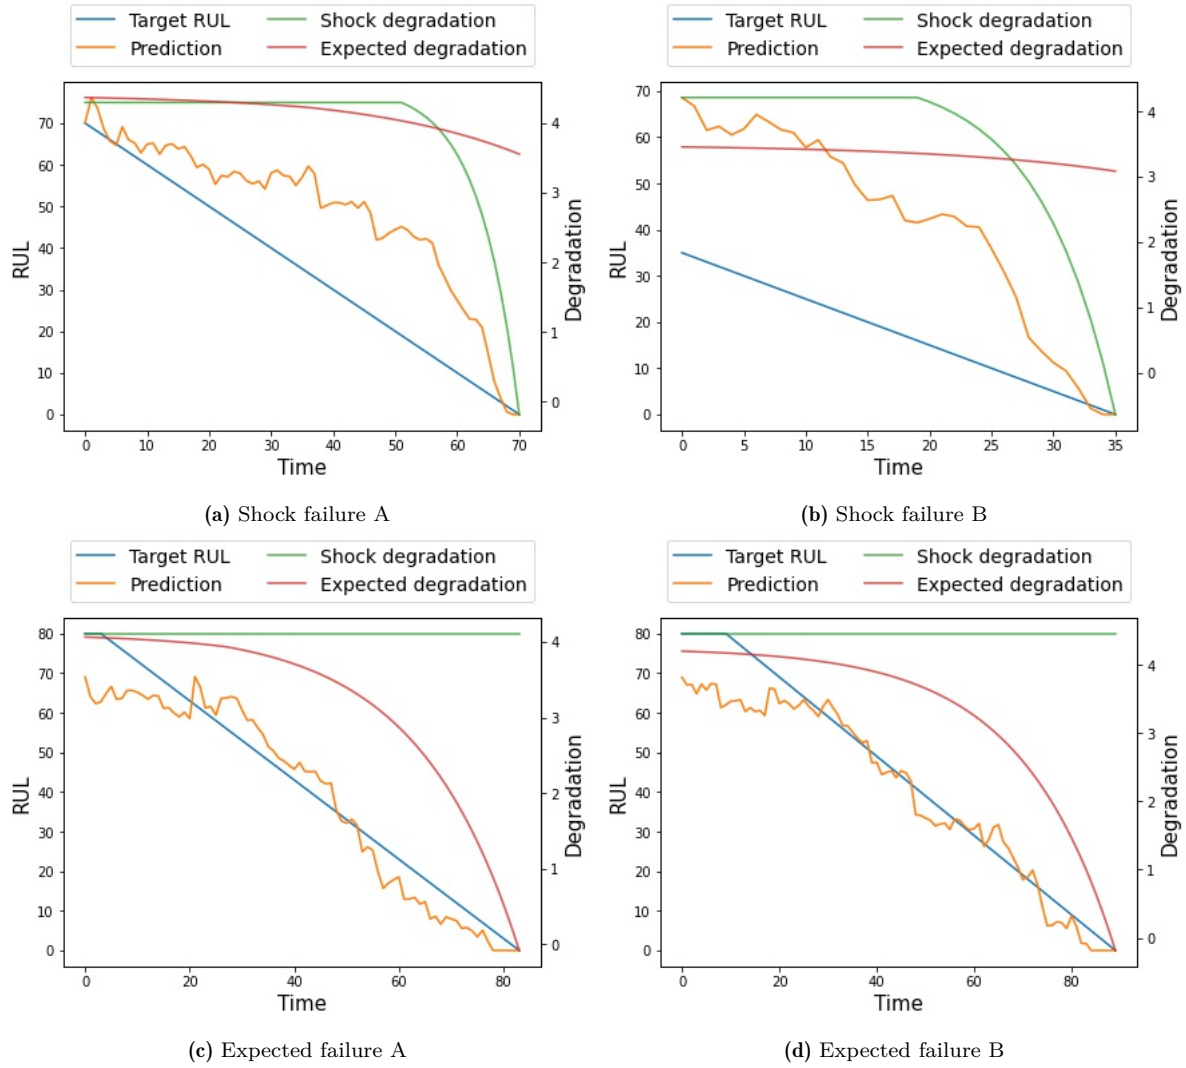 Target RUL Shock degradation
Prediction Expected degradation
RUL
70
60
50
40
30
20
10
0
4
3
2
1
0
Degradation
0 10 20 30 40 50 60 70
Time
(a) Shock failure A
Target RUL Shock degradation
Prediction Expected degradation
RUL
70
60
50
40
30
20
10
0
4
3
2
1
0
Degradation
0 5 10 15 20 25 30 35
Time
(b) Shock failure B
Target RUL Shock degradation
Prediction Expected degradation
RUL
80
70
60
50
40
30
20
10
0
4
3
2
1
0
Degradation
0 20 40 60 80
Time
(c) Expected failure A
Target RUL Shock degradation
Prediction Expected degradation
RUL
80
70
60
50
40
30
20
10
0
4
3
2
1
0
Degradation
0 20 40 60 80
Time
(d) Expected failure B